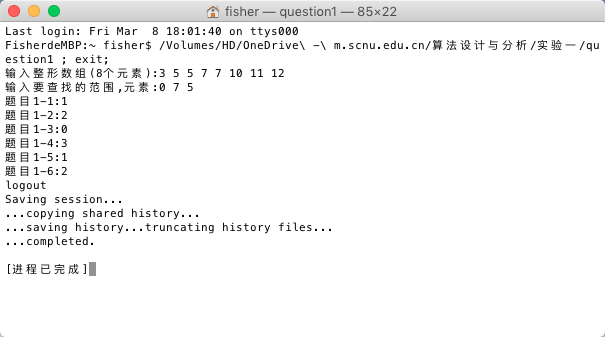 fisher — question1 — 85×22
Last login: Fri Mar  8 18:01:40 on ttys000
FisherdeMBP:~ fisher$ /Volumes/HD/OneDrive\ -\ m.scnu.edu.cn/算法设计与分析/实验一/qu
estion1 ; exit;
输入整形数组(8个元素):3 5 5 7 7 10 11 12
输入要查找的范围,元素:0 7 5
题目1-1:1
题目1-2:2
题目1-3:0
题目1-4:3
题目1-5:1
题目1-6:2
logout
Saving session...
...copying shared history...
...saving history...truncating history files...
...completed.
[进程已完成]